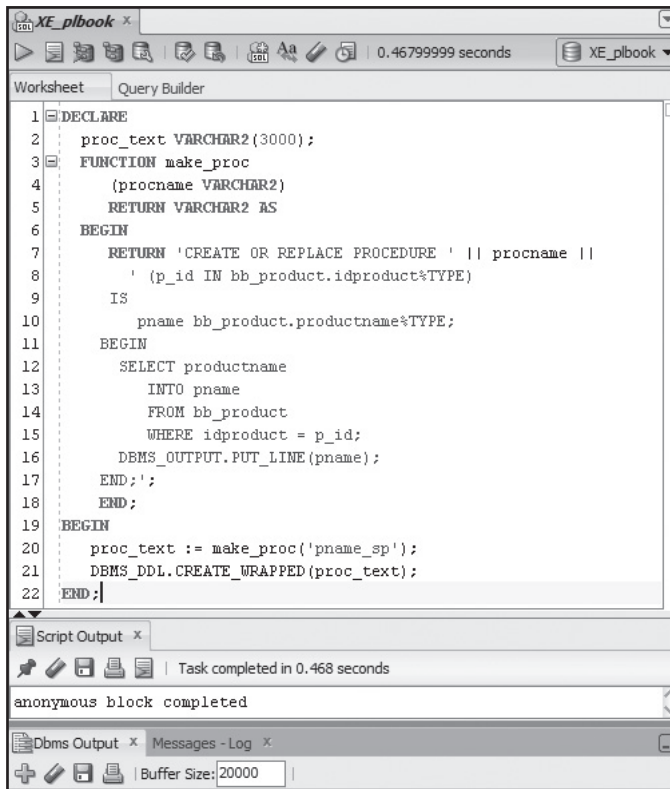 XE_plbook
0.46799999 seconds
XE_plbook
Worksheet
Query Builder
1 DECLARE
2 proc_text VARCHAR2(3000);
3 FUNCTION make_proc
4 (procname VARCHAR2)
5 RETURN VARCHAR2 AS
6 BEGIN
7 RETURN 'CREATE OR REPLACE PROCEDURE ' || procname ||
8 ' (p_id IN bb_product.idproduct%TYPE)
9 IS
10 pname bb_product.productname%TYPE;
11 BEGIN
12 SELECT productname
13 INTO pname
14 FROM bb_product
15 WHERE idproduct = p_id;
16 DBMS_OUTPUT.PUT_LINE(pname);
17 END;';
18 END;
19 BEGIN
20 proc_text := make_proc('pname_sp');
21 DBMS_DDL.CREATE_WRAPPED(proc_text);
22 END;
Script Output
Task completed in 0.468 seconds
anonymous block completed
Dbms Output
Messages - Log
Buffer Size: 20000